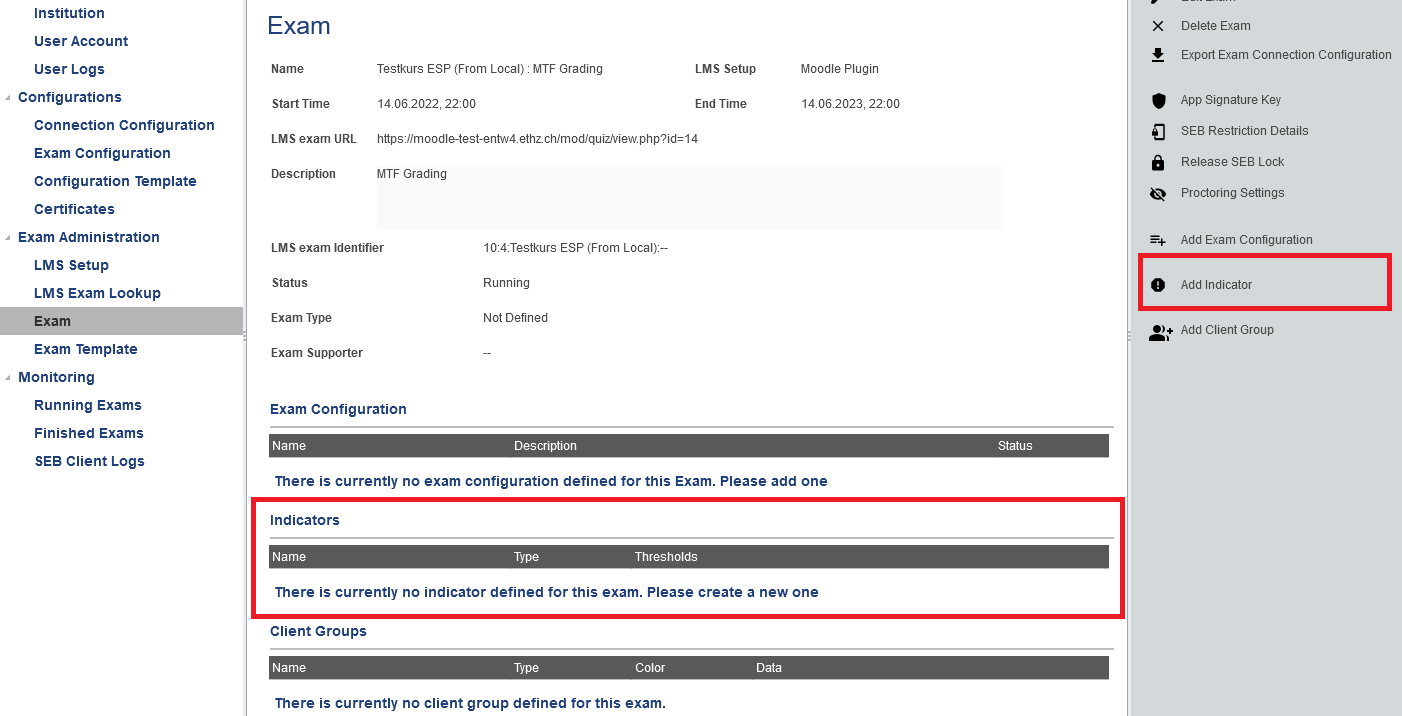 Institution
User Account
User Logs
Configurations
Connection Configuration
Exam Configuration
Configuration Template
Certificates
Exam Administration
LMS Setup
LMS Exam Lookup
Exam
Exam Template
Monitoring
Running Exams
Finished Exams
SEB Client Logs
Exam
Name Testkurs ESP (From Local) : MTF Grading LMS Setup Moodle Plugin
Start Time 14.06.2022, 22:00 End Time 14.06.2023, 22:00
LMS exam URL https://moodle-test-entw4.ethz.ch/mod/quiz/view.php?id=14
Description MTF Grading
LMS exam Identifier 10:4:Testkurs ESP (From Local):--
Status Running
Exam Type Not Defined
Exam Supporter --
Exam Configuration
Name Description Status
There is currently no exam configuration defined for this Exam. Please add one
Indicators
Name Type Thresholds
There is currently no indicator defined for this exam. Please create a new one
Client Groups
Name Type Color Data
There is currently no client group defined for this exam.
Delete Exam
Export Exam Connection Configuration
App Signature Key
SEB Restriction Details
Release SEB Lock
Proctoring Settings
Add Exam Configuration
Add Indicator
Add Client Group